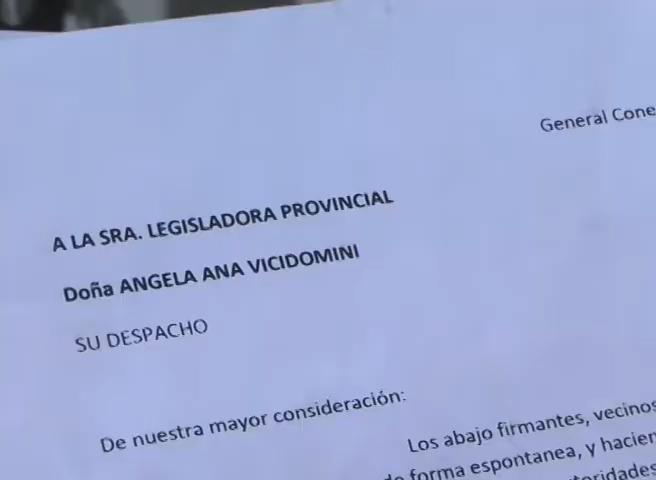 General Cone
A LA SRA. LEGISLADORA PROVINCIAL
Doña ANGELA ANA VICIDOMINI
SU DESPACHO
De nuestra mayor consideración:
Los abajo firmantes, vecinos
forma espontanea, y hacien